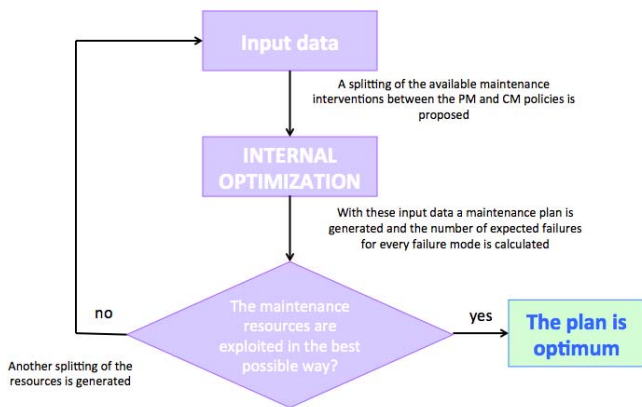 Input data
A splitting of the available maintenance
interventions between the PM and CM policies is
proposed
INTERNAL
OPTIMIZATION
With these input data a maintenance plan is
generated and the number of expected failures
for every failure mode is calculated
The maintenance
resources are
exploited in the best
possible way?
no
yes
The plan is
optimum
Another splitting of the
resources is generated